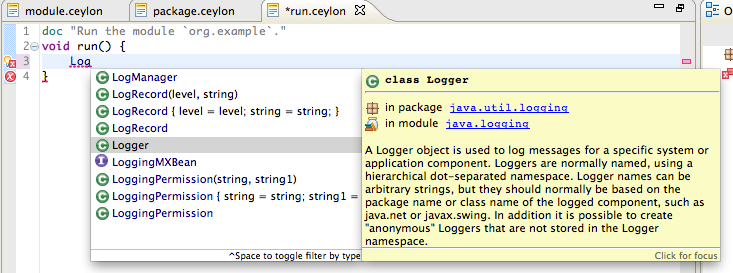 module.ceylon
package.ceylon
*run.ceylon
1 doc "Run the module `org.example`."
2 void run() {
3 Log
4 }
LogManager
LogRecord(level, string)
LogRecord { level = level; string = string; }
LogRecord
Logger
LoggingMXBean
LoggingPermission(string, string1)
LoggingPermission { string = string; string1 =
LoggingPermission
^Space to toggle filter by type
class Logger
in package java.util.logging
in module java.logging
A Logger object is used to log messages for a specific system or
application component. Loggers are normally named, using a
hierarchical dot-separated namespace. Logger names can be
arbitrary strings, but they should normally be based on the
package name or class name of the logged component, such as
java.net or javax.swing. In addition it is possible to create
"anonymous" Loggers that are not stored in the Logger
namespace.
Click for focus